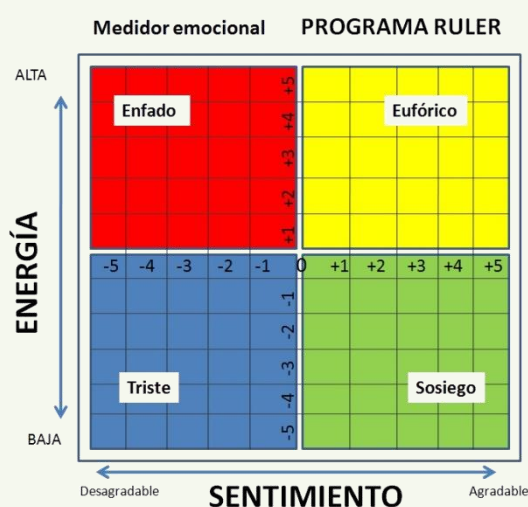 Medidor emocional PROGRAMA RULER
ALTA
ENERGÍA
BAJA
Enfado
Eufórico
+5
+4
+3
+2
+1
-5 -4 -3 -2 -1 0 +1 +2 +3 +4 +5
-1
-2
-3
-4
-5
Triste
Sosiego
Desagradable SENTIMIENTO Agradable